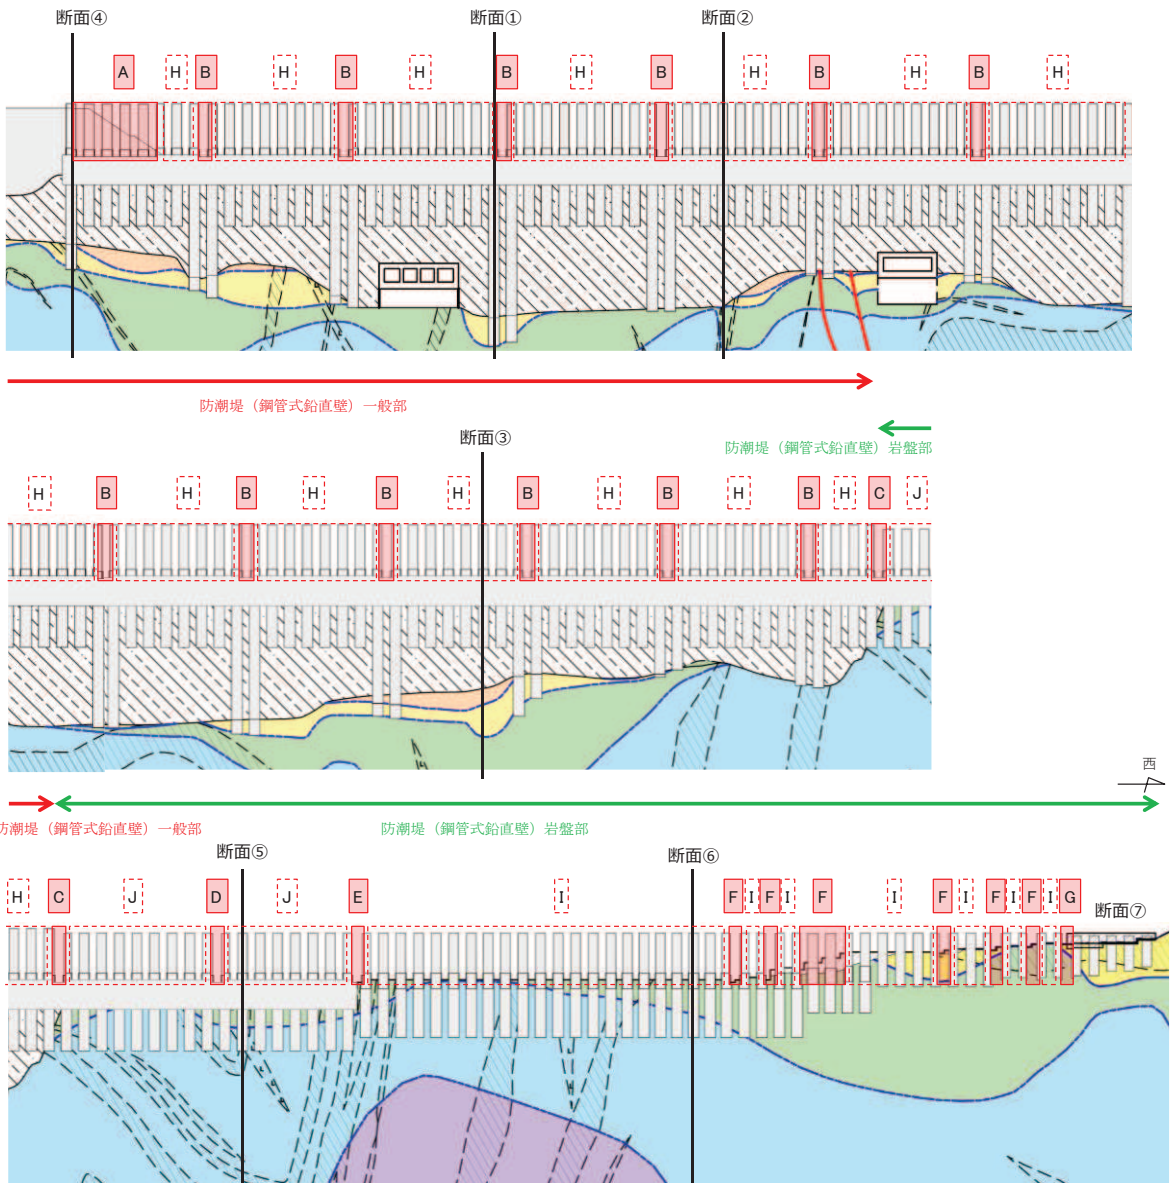 断面④ 断面① 断面②
A H B H B H B H B H B H B H
防潮堤（鋼管式鉛直壁）一般部
断面③
防潮堤（鋼管式鉛直壁）岩盤部
H B H B H B H B H B H B H C J
西
防潮堤（鋼管式鉛直壁）一般部 防潮堤（鋼管式鉛直壁）岩盤部
断面⑤ 断面⑥
H C J D J E I F I F I F I F I F I F I G
断面⑦